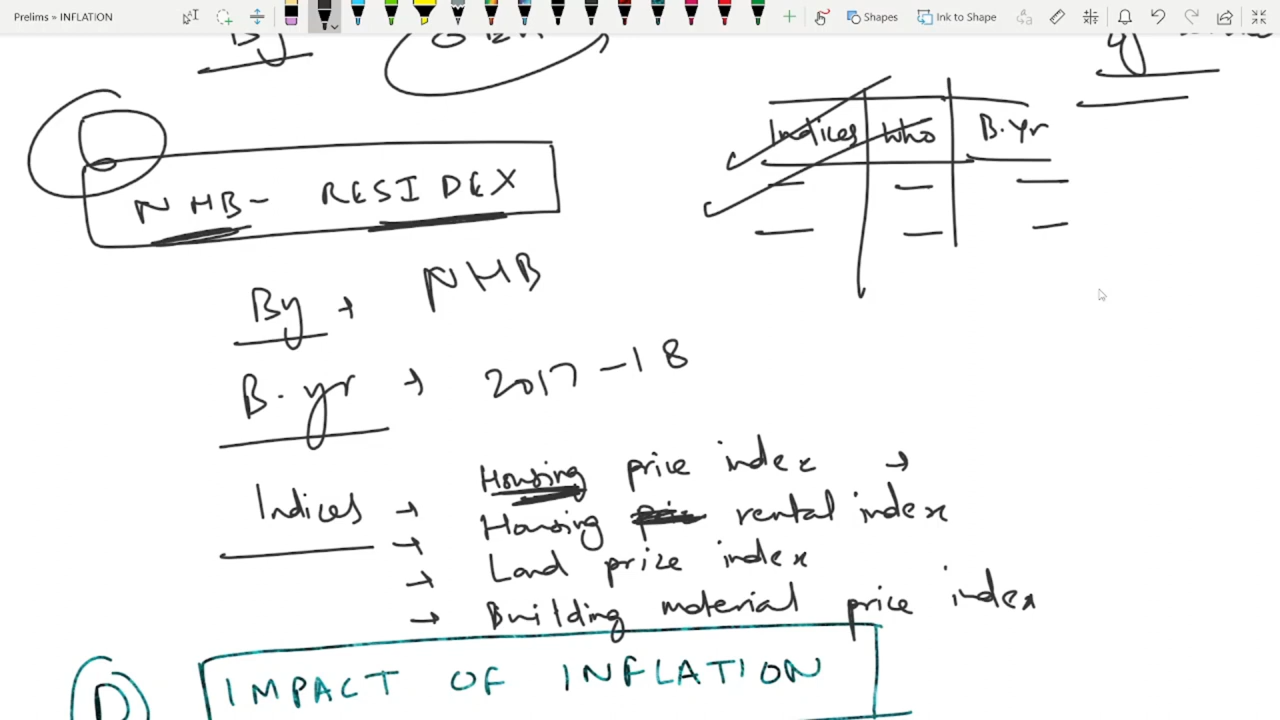 Prelims » INFLATION
Shapes
Ink to Shape
By
Indices Who B.Yr
NHB- RESIDEX
By → NHB
B.yr → 2017-18
Indices → Housing price index →
→ Housing rental index
→ Land price index
→ Building material price index
D IMPACT OF INFLATION